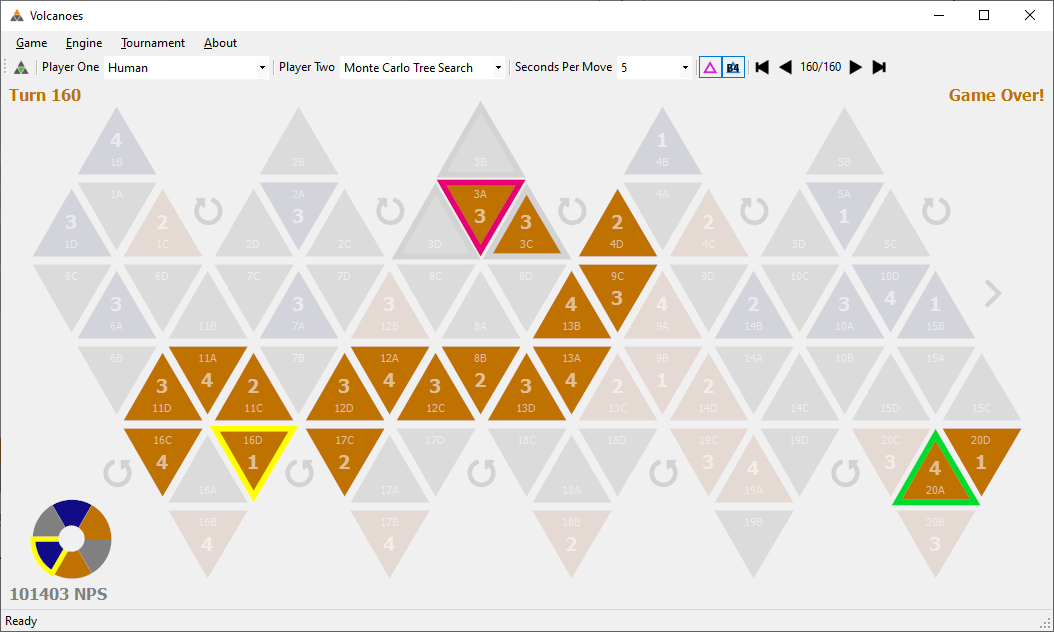 Volcanoes
Game Engine Tournament About
Player One Human Player Two Monte Carlo Tree Search Seconds Per Move 5 B4 160/160
Turn 160 Game Over!
4 1B 2B 3B 1 4B 5B
3 1D 1A 2 1C 2D 2A 3 2C 3D 3A 3 3 3C 2 4D 4A 2 4C 5D 5A 1 5C
6C 3 6A 6D 11B 7C 3 7A 7D 3 12B 8C 8A 8D 4 13B 9C 3 4 9A 9D 2 14B 10C 3 10A 10D 4 1 15B
6B 3 11D 11A 4 2 11C 7B 3 12D 12A 4 3 12C 8B 2 3 13D 13A 4 2 13C 9B 1 2 14D 14A 14C 10B 15D 15A 15C
16C 4 16A 16D 1 17C 2 17A 17D 18C 18A 18D 19C 3 4 19A 19D 20C 3 4 20A 20D 1
16B 4 17B 4 18B 2 19B 20B 3
101403 NPS
Ready